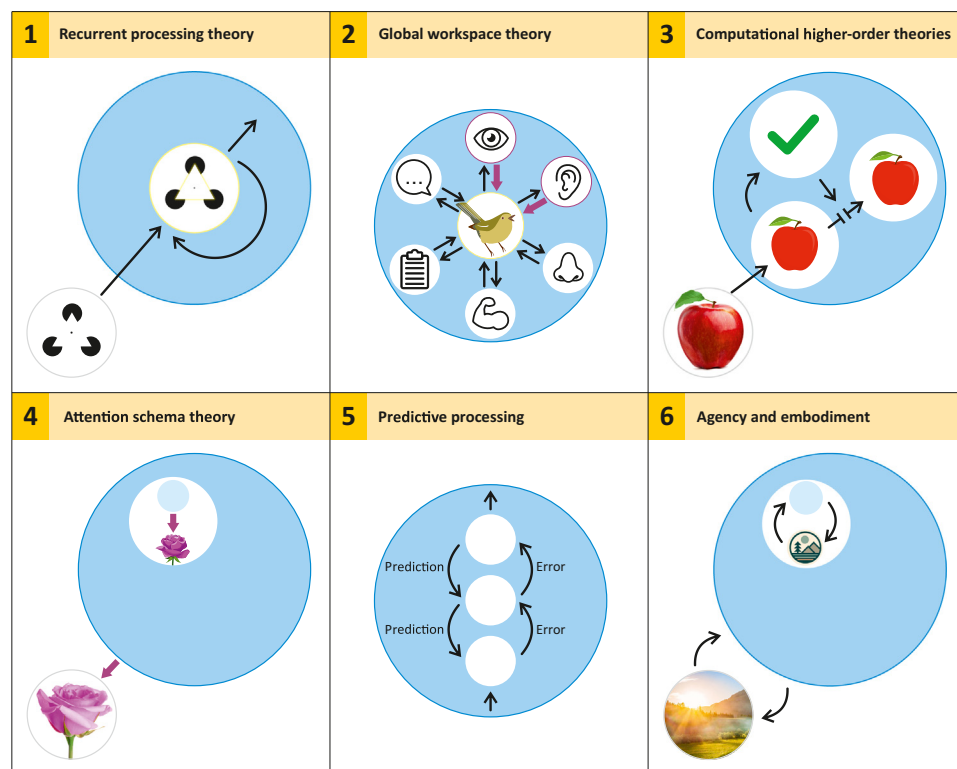 1 Recurrent processing theory
2 Global workspace theory
3 Computational higher-order theories
...
4 Attention schema theory
5 Predictive processing
6 Agency and embodiment
Prediction Error
Prediction Error